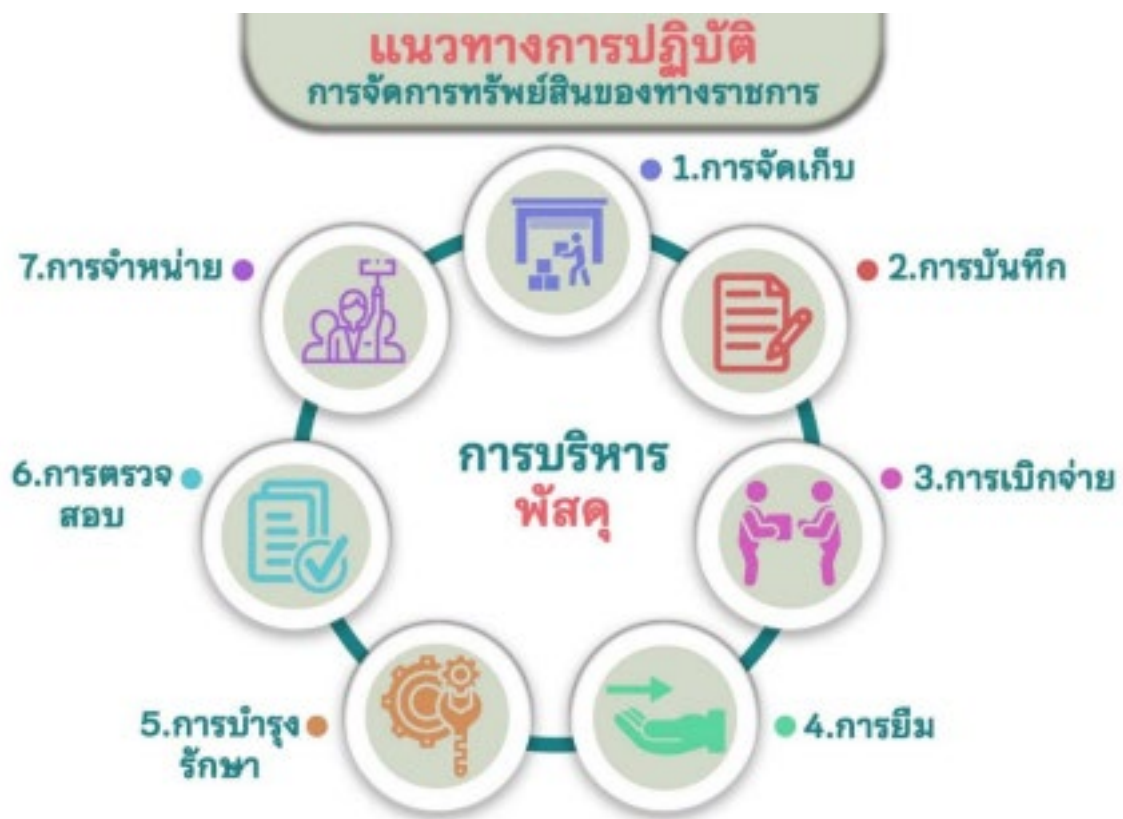 แนวทางการปฏิบัติ
การจัดการทรัพย์สินของทางราชการ
1.การจัดเก็บ
2.การบันทึก
3.การเบิกจ่าย
4.การยืม
5.การบำรุง
รักษา
6.การตรวจ
สอบ
7.การจำหน่าย
การบริหาร
พัสดุ